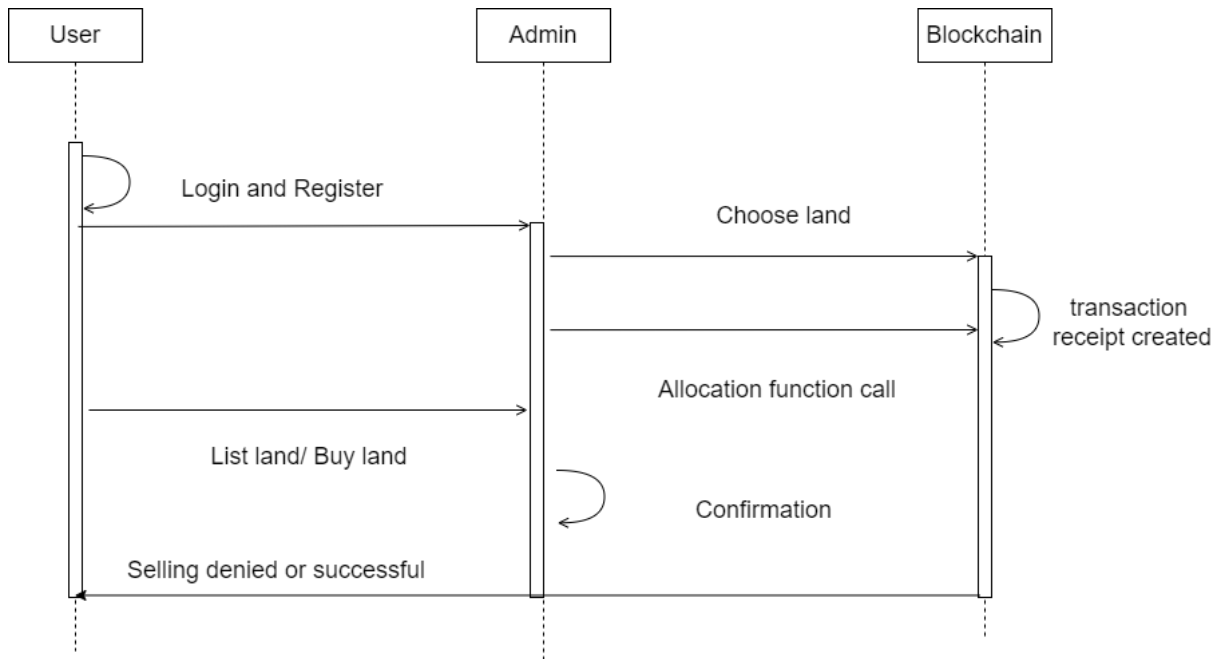 User
Admin
Blockchain
Login and Register
Choose land
transaction
receipt created
Allocation function call
List land/ Buy land
Confirmation
Selling denied or successful